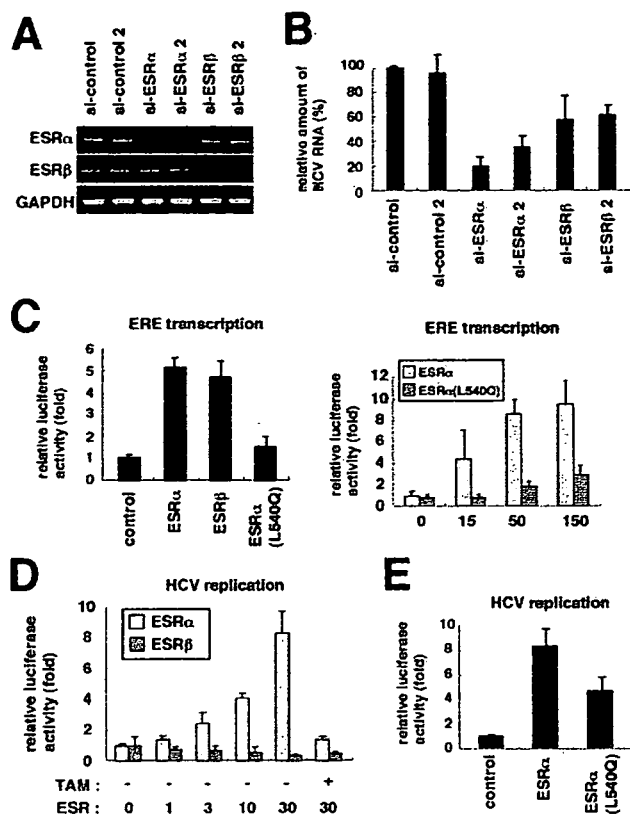 A
si-control
si-control 2
si-ESRα
si-ESRα 2
si-ESRβ
si-ESRβ 2
ESRα
ESRβ
GAPDH
B
relative amount of
HCV RNA (%)
100
80
60
40
20
0
si-control
si-control 2
si-ESRα
si-ESRα 2
si-ESRβ
si-ESRβ 2
C
ERE transcription
relative luciferase
activity (fold)
6
5
4
3
2
1
0
control
ESRα
ESRβ
ESRα
(L540Q)
ERE transcription
relative luciferase
activity (fold)
12
10
8
6
4
2
0
ESRα
ESRα(L540Q)
0 15 50 150
D
HCV replication
relative luciferase
activity (fold)
10
8
6
4
2
0
ESRα
ESRβ
TAM : - - - - - +
ESR : 0 1 3 10 30 30
E
HCV replication
relative luciferase
activity (fold)
10
8
6
4
2
0
control
ESRα
ESRα
(L540Q)